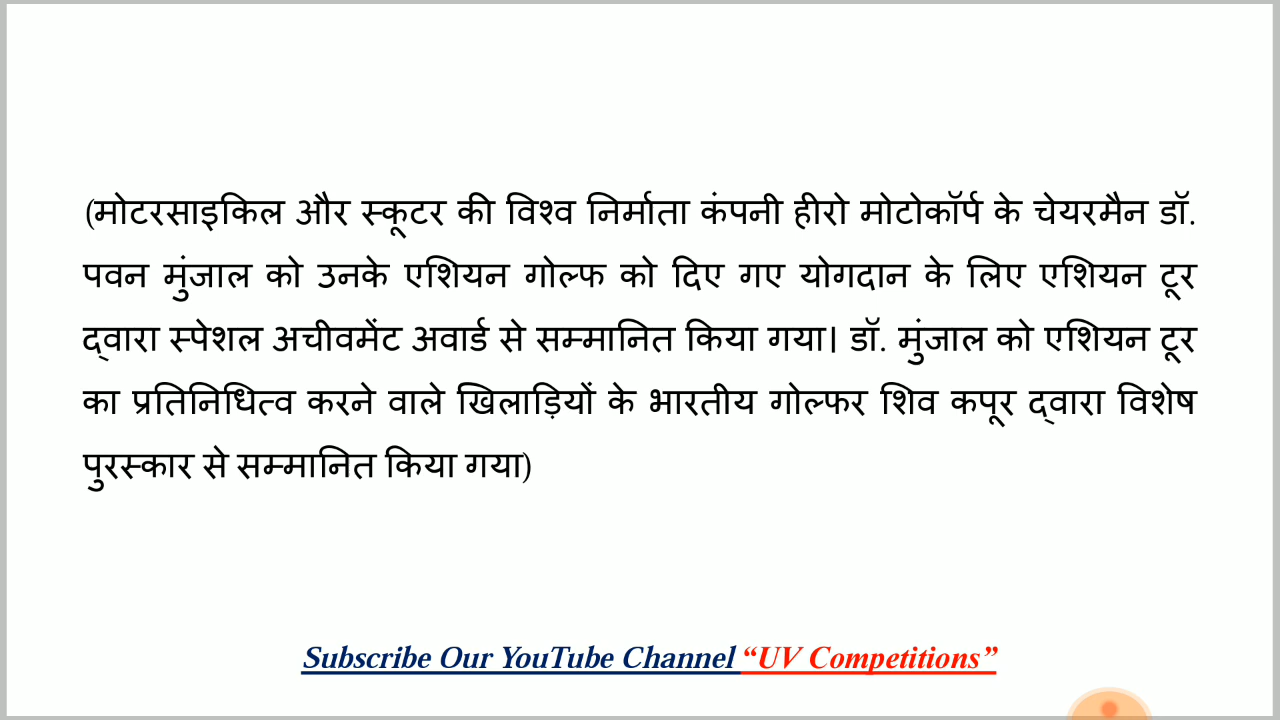 (मोटरसाइकिल और स्कूटर की विश्व निर्माता कंपनी हीरो मोटोकॉर्प के चेयरमैन डॉ.
पवन मुंजाल को उनके एशियन गोल्फ को दिए गए योगदान के लिए एशियन टूर
द्वारा स्पेशल अचीवमेंट अवार्ड से सम्मानित किया गया। डॉ. मुंजाल को एशियन टूर
का प्रतिनिधित्व करने वाले खिलाड़ियों के भारतीय गोल्फर शिव कपूर द्वारा विशेष
पुरस्कार से सम्मानित किया गया)
Subscribe Our YouTube Channel “UV Competitions”